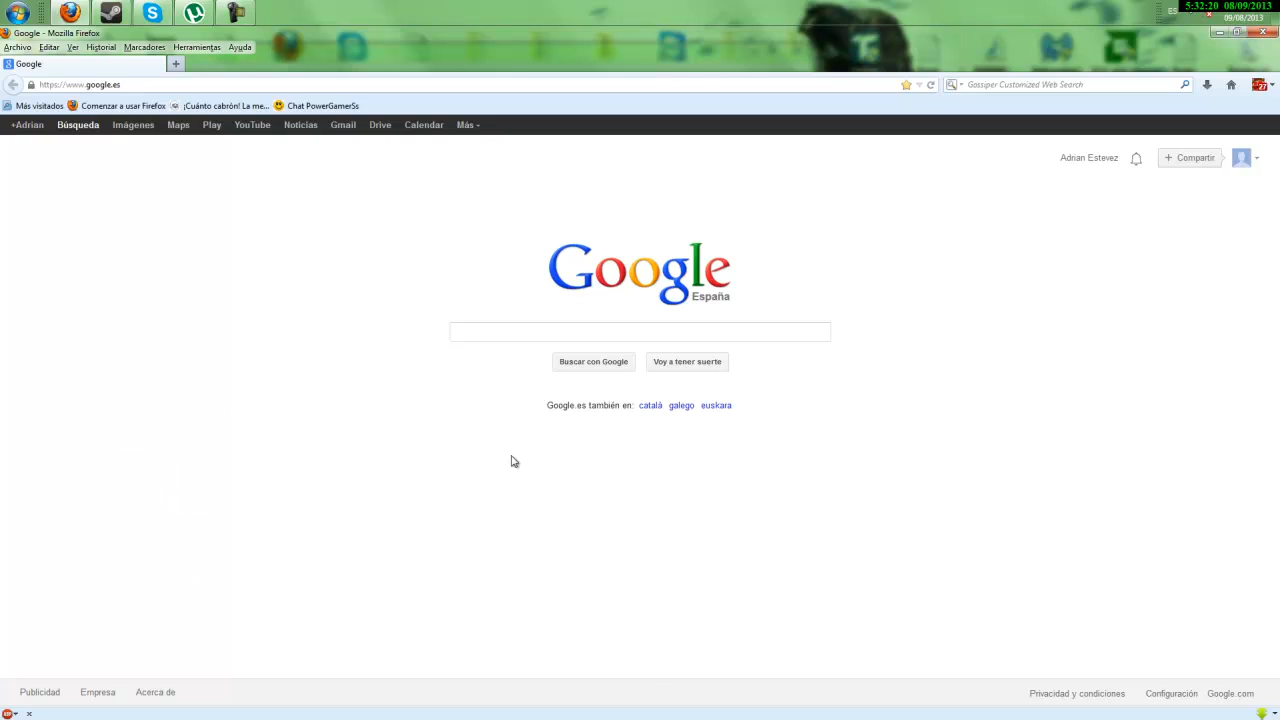 ES
5:32:20 08/09/2013
09/08/2013
Google - Mozilla Firefox
Archivo Editar Ver Historial Marcadores Herramientas Ayuda
Google
https://www.google.es
Gossiper Customized Web Search
27
Más visitados Comenzar a usar Firefox ¡Cuánto cabrón! La me... Chat PowerGamerSs
+Adrian Búsqueda Imágenes Maps Play YouTube Noticias Gmail Drive Calendar Más
Adrian Estevez + Compartir
Google
España
Buscar con Google Voy a tener suerte
Google.es también en: català galego euskara
Publicidad Empresa Acerca de Privacidad y condiciones Configuración Google.com